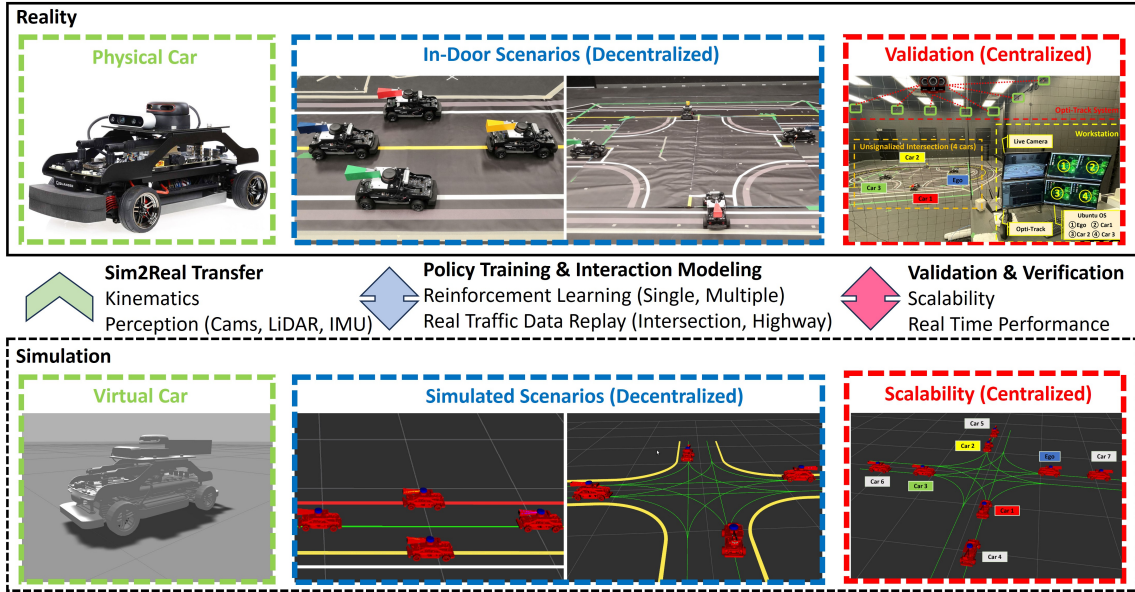 Reality
Physical Car
In-Door Scenarios (Decentralized)
Validation (Centralized)
Opti-Track System
Workstation
Live Camera
Unsignalized Intersection (4 cars)
Car 2
Car 3
Ego
Car 1
① ②
③ ④
Opti-Track
Ubuntu OS
① Ego ② Car1
③ Car 2 ④ Car 3
Sim2Real Transfer
Kinematics
Perception (Cams, LiDAR, IMU)
Policy Training & Interaction Modeling
Reinforcement Learning (Single, Multiple)
Real Traffic Data Replay (Intersection, Highway)
Validation & Verification
Scalability
Real Time Performance
Simulation
Virtual Car
Simulated Scenarios (Decentralized)
Scalability (Centralized)
Car 5
Car 2
Ego
Car 7
Car 6
Car 3
Car 1
Car 4